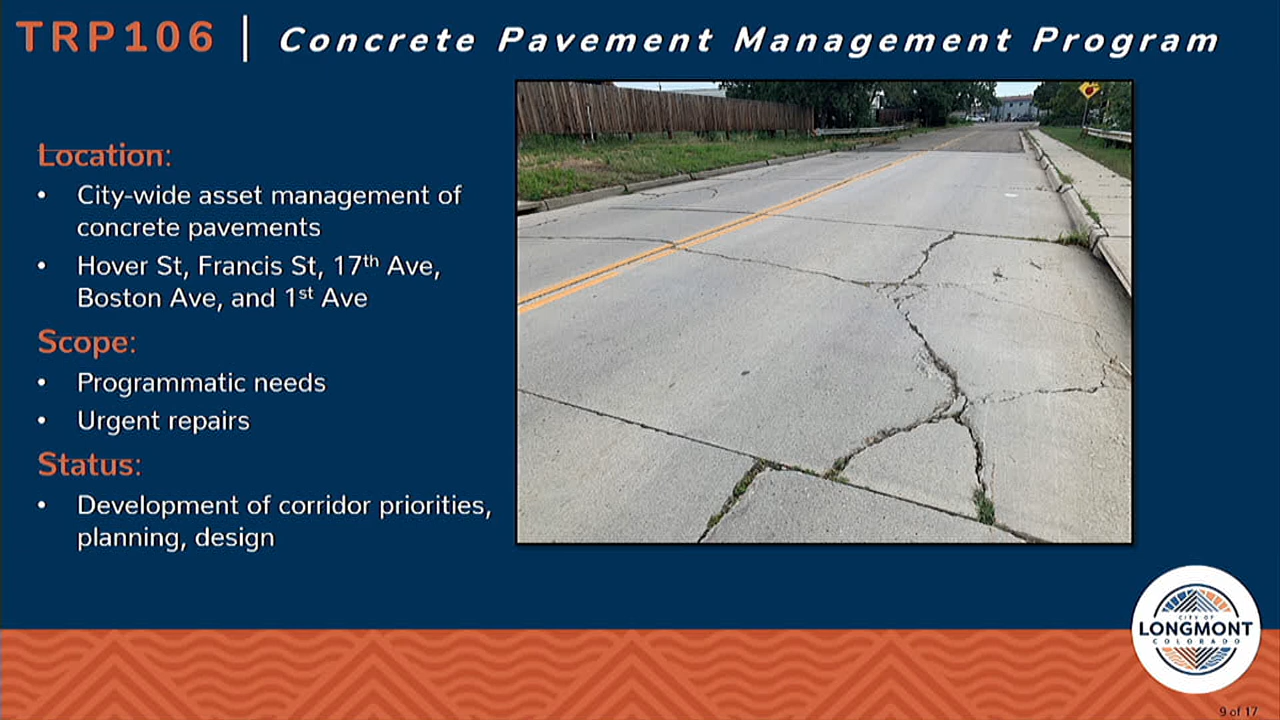 TRP106 | Concrete Pavement Management Program
Location:
• City-wide asset management of
concrete pavements
• Hover St, Francis St, 17th Ave,
Boston Ave, and 1st Ave
Scope:
• Programmatic needs
• Urgent repairs
Status:
• Development of corridor priorities,
planning, design
CITY OF
LONGMONT
COLORADO
9 of 17